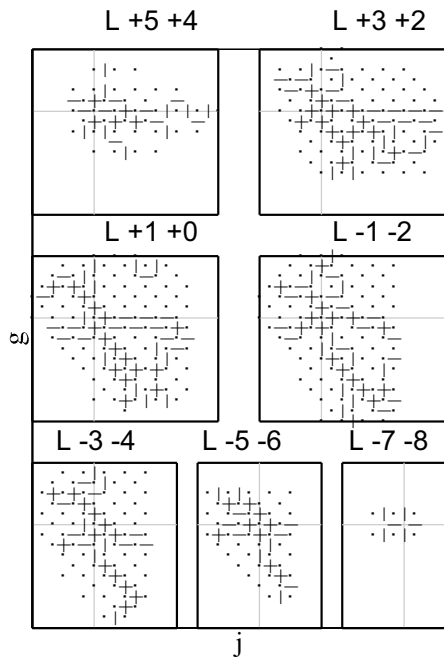 L +5 +4
L +3 +2
L +1 +0
L -1 -2
g
L -3 -4
L -5 -6
L -7 -8
j